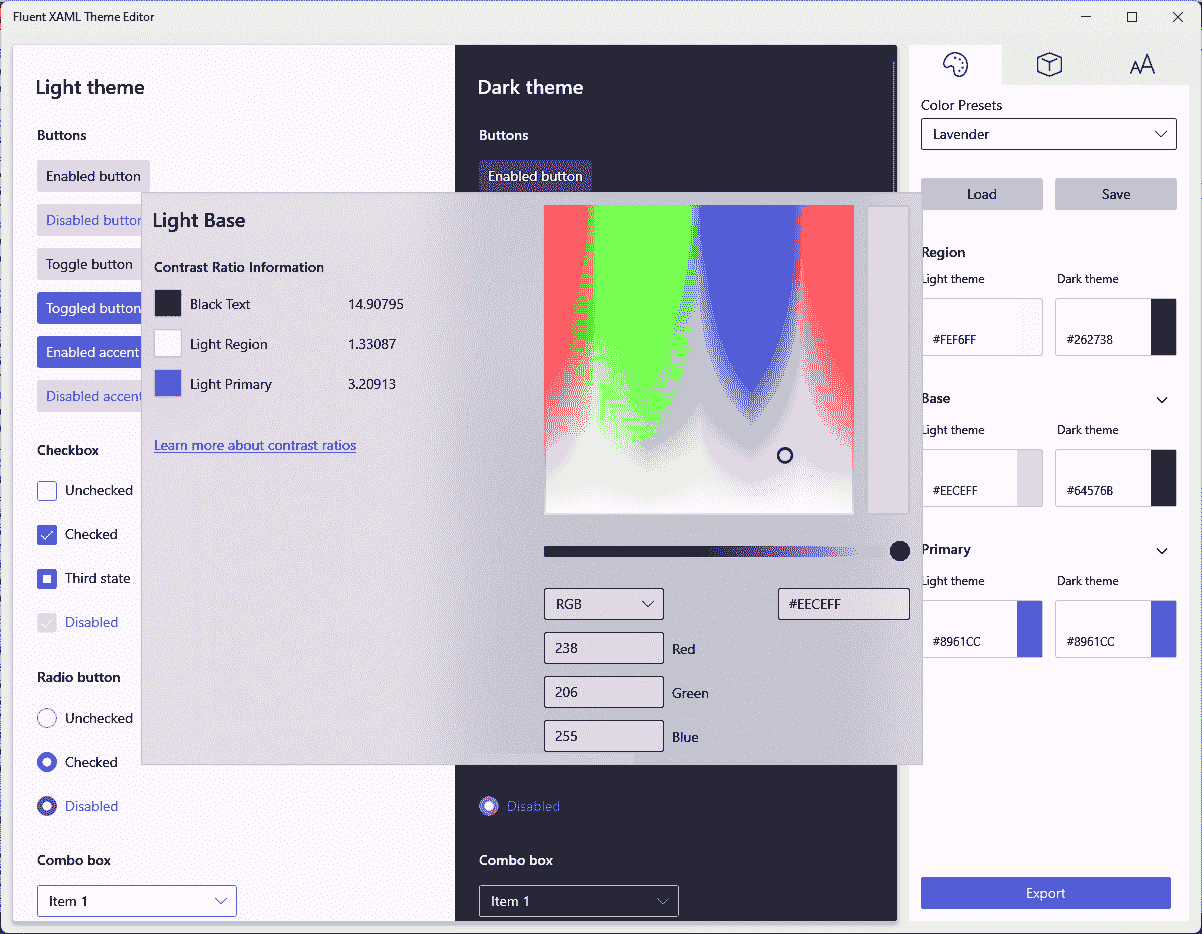 Fluent XAML Theme Editor
Light theme
Buttons
Enabled button
Disabled button
Toggle button
Toggled button
Enabled accent
Disabled accent
Checkbox
Unchecked
Checked
Third state
Disabled
Radio button
Unchecked
Checked
Disabled
Combo box
Item 1
Dark theme
Buttons
Enabled button
Disabled
Combo box
Item 1
Light Base
Contrast Ratio Information
Black Text 14.90795
Light Region 1.33087
Light Primary 3.20913
Learn more about contrast ratios
RGB #EECEFF
238 Red
206 Green
255 Blue
AA
Color Presets
Lavender
Load Save
Region
Light theme Dark theme
#FEF6FF #262738
Base
Light theme Dark theme
#EECEFF #64576B
Primary
Light theme Dark theme
#8961CC #8961CC
Export